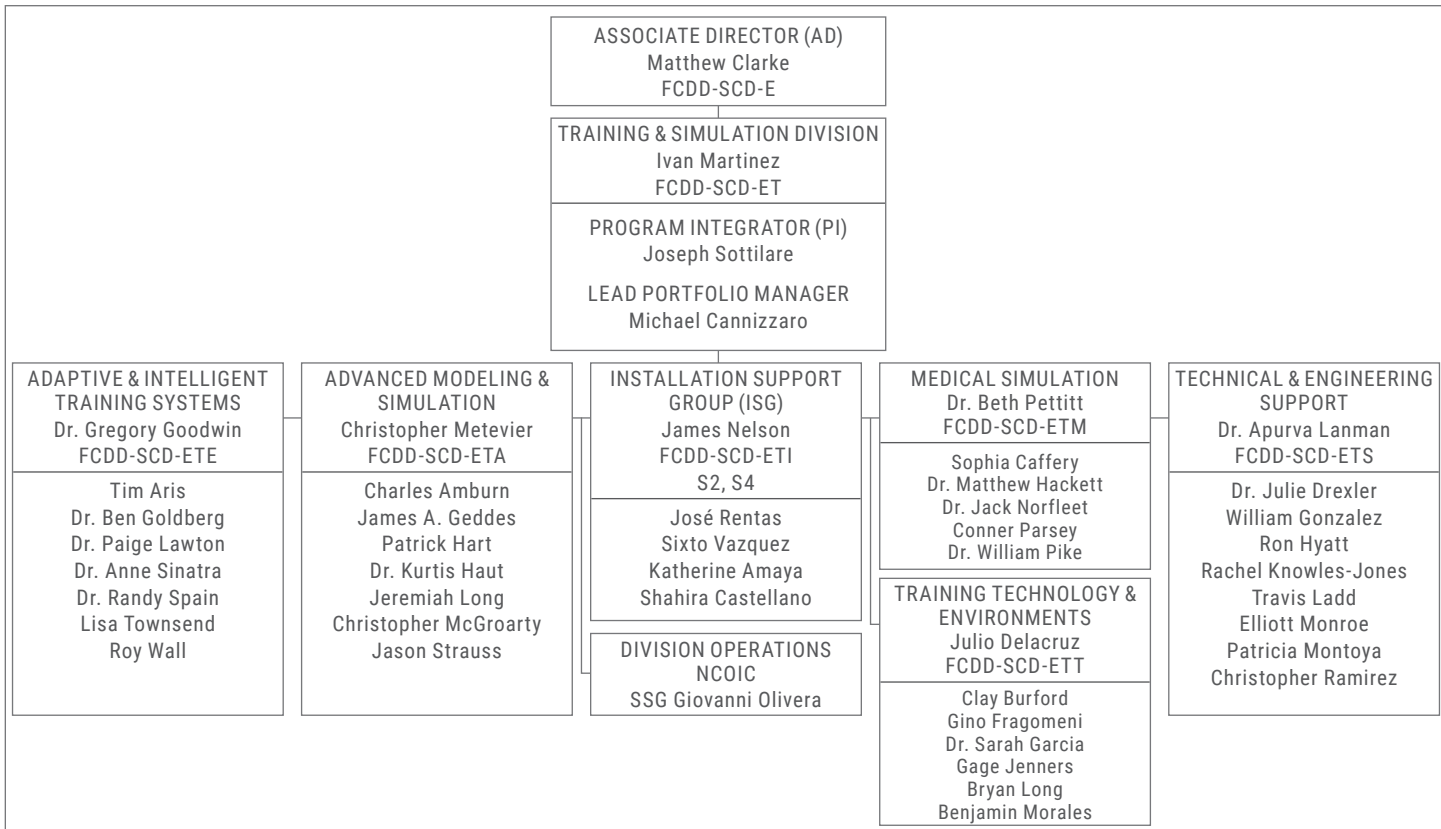 ASSOCIATE DIRECTOR (AD)
Matthew Clarke
FCDD-SCD-E
TRAINING & SIMULATION DIVISION
Ivan Martinez
FCDD-SCD-ET
PROGRAM INTEGRATOR (PI)
Joseph Sottilare
LEAD PORTFOLIO MANAGER
Michael Cannizzaro
ADAPTIVE & INTELLIGENT
TRAINING SYSTEMS
Dr. Gregory Goodwin
FCDD-SCD-ETE
Tim Aris
Dr. Ben Goldberg
Dr. Paige Lawton
Dr. Anne Sinatra
Dr. Randy Spain
Lisa Townsend
Roy Wall
ADVANCED MODELING &
SIMULATION
Christopher Metevier
FCDD-SCD-ETA
Charles Amburn
James A. Geddes
Patrick Hart
Dr. Kurtis Haut
Jeremiah Long
Christopher McGroarty
Jason Strauss
INSTALLATION SUPPORT
GROUP (ISG)
James Nelson
FCDD-SCD-ETI
S2, S4
José Rentas
Sixto Vazquez
Katherine Amaya
Shahira Castellano
DIVISION OPERATIONS
NCOIC
SSG Giovanni Olivera
MEDICAL SIMULATION
Dr. Beth Pettitt
FCDD-SCD-ETM
Sophia Caffery
Dr. Matthew Hackett
Dr. Jack Norfleet
Conner Parsey
Dr. William Pike
TRAINING TECHNOLOGY &
ENVIRONMENTS
Julio Delacruz
FCDD-SCD-ETT
Clay Burford
Gino Fragomeni
Dr. Sarah Garcia
Gage Jenners
Bryan Long
Benjamin Morales
TECHNICAL & ENGINEERING
SUPPORT
Dr. Apurva Lanman
FCDD-SCD-ETS
Dr. Julie Drexler
William Gonzalez
Ron Hyatt
Rachel Knowles-Jones
Travis Ladd
Elliott Monroe
Patricia Montoya
Christopher Ramirez